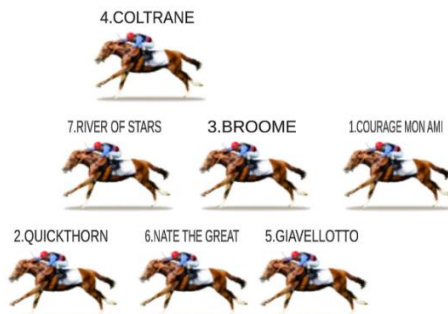 4.COLTRANE
7.RIVER OF STARS 3.BROOME 1.COURAGE MON AMI
2.QUICKTHORN 6.NATE THE GREAT 5.GIAVELLOTTO